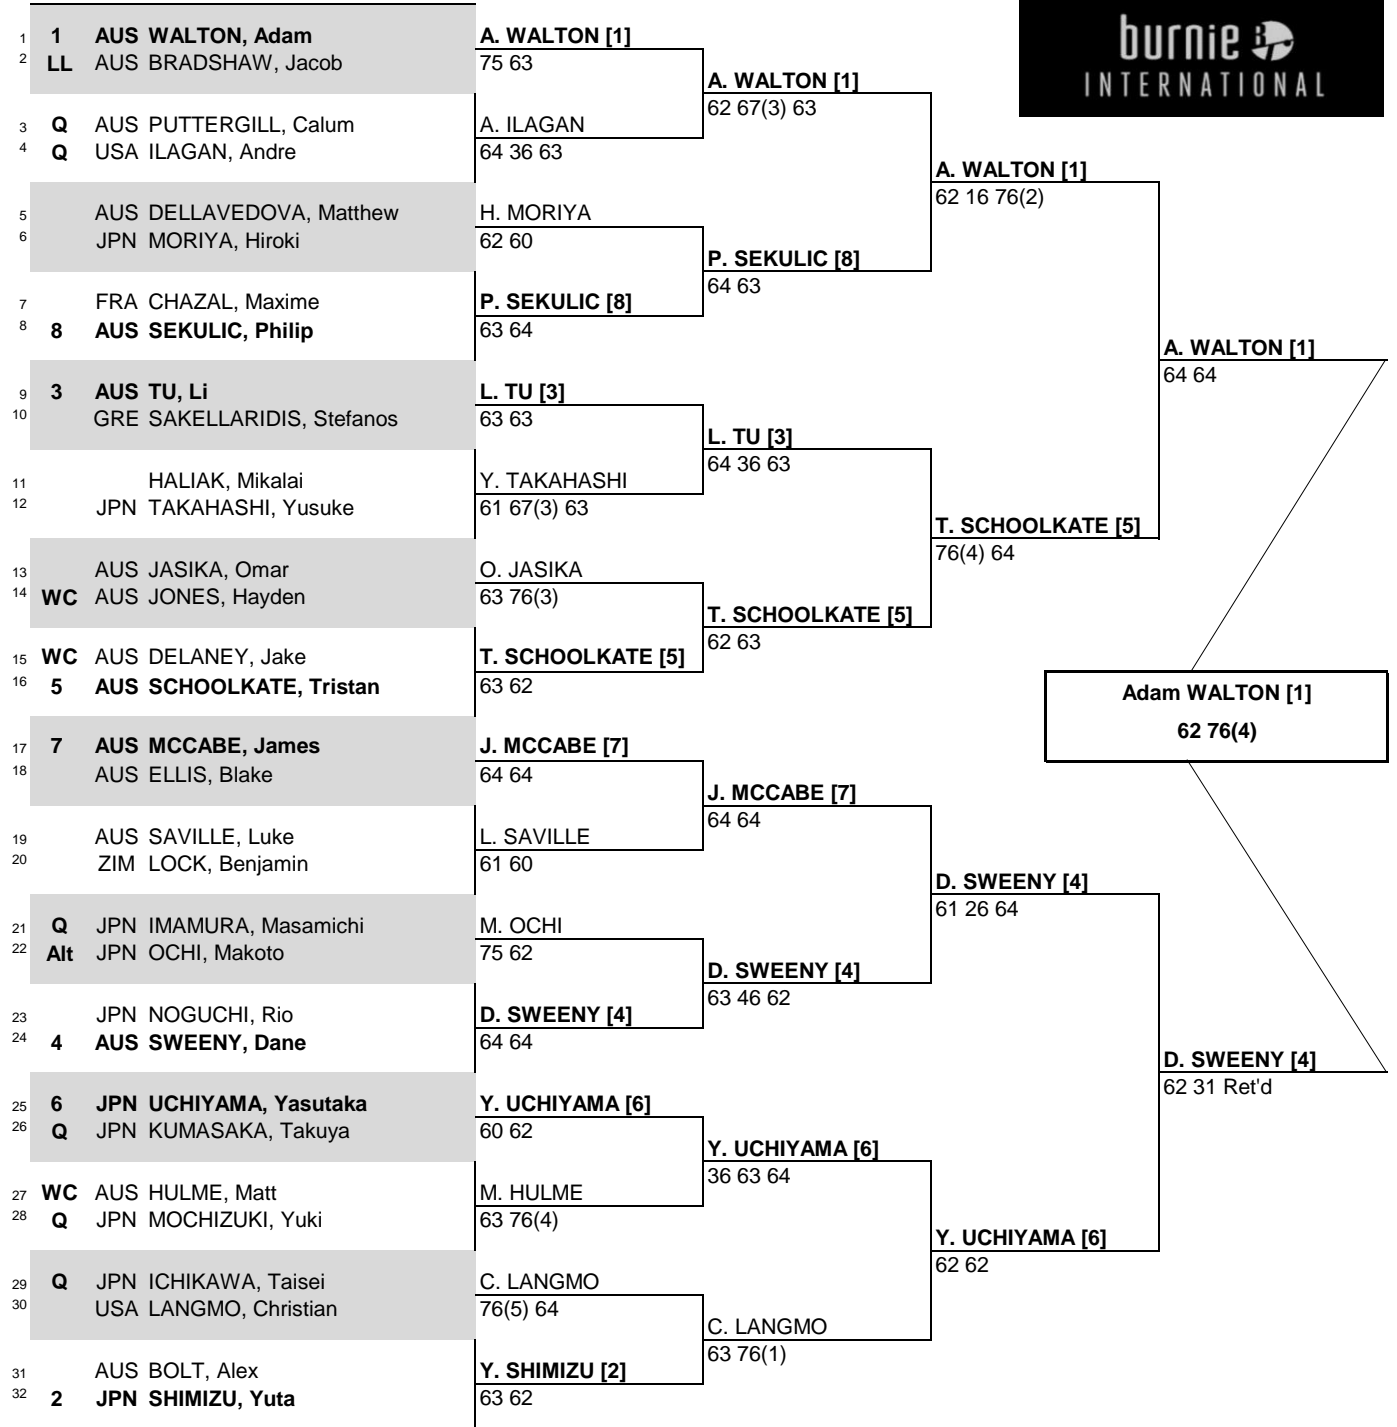 burnie
INTERNATIONAL
1 1 AUS WALTON, Adam
2 LL AUS BRADSHAW, Jacob
3 Q AUS PUTTERGILL, Calum
4 Q USA ILAGAN, Andre
5 AUS DELLAVEDOVA, Matthew
6 JPN MORIYA, Hiroki
7 FRA CHAZAL, Maxime
8 8 AUS SEKULIC, Philip
9 3 AUS TU, Li
10 GRE SAKELLARIDIS, Stefanos
11 HALIAK, Mikalai
12 JPN TAKAHASHI, Yusuke
13 AUS JASIKA, Omar
14 WC AUS JONES, Hayden
15 WC AUS DELANEY, Jake
16 5 AUS SCHOOLKATE, Tristan
17 7 AUS MCCABE, James
18 AUS ELLIS, Blake
19 AUS SAVILLE, Luke
20 ZIM LOCK, Benjamin
21 Q JPN IMAMURA, Masamichi
22 Alt JPN OCHI, Makoto
23 JPN NOGUCHI, Rio
24 4 AUS SWEENY, Dane
25 6 JPN UCHIYAMA, Yasutaka
26 Q JPN KUMASAKA, Takuya
27 WC AUS HULME, Matt
28 Q JPN MOCHIZUKI, Yuki
29 Q JPN ICHIKAWA, Taisei
30 USA LANGMO, Christian
31 AUS BOLT, Alex
32 2 JPN SHIMIZU, Yuta
A. WALTON [1]
75 63
A. ILAGAN
64 36 63
H. MORIYA
62 60
P. SEKULIC [8]
63 64
L. TU [3]
63 63
Y. TAKAHASHI
61 67(3) 63
O. JASIKA
63 76(3)
T. SCHOOLKATE [5]
63 62
J. MCCABE [7]
64 64
L. SAVILLE
61 60
M. OCHI
75 62
D. SWEENY [4]
64 64
Y. UCHIYAMA [6]
60 62
M. HULME
63 76(4)
C. LANGMO
76(5) 64
Y. SHIMIZU [2]
63 62
A. WALTON [1]
62 67(3) 63
P. SEKULIC [8]
64 63
L. TU [3]
64 36 63
T. SCHOOLKATE [5]
62 63
J. MCCABE [7]
64 64
D. SWEENY [4]
63 46 62
Y. UCHIYAMA [6]
36 63 64
C. LANGMO
63 76(1)
A. WALTON [1]
62 16 76(2)
T. SCHOOLKATE [5]
76(4) 64
D. SWEENY [4]
61 26 64
Y. UCHIYAMA [6]
62 62
A. WALTON [1]
64 64
D. SWEENY [4]
62 31 Ret'd
Adam WALTON [1]
62 76(4)